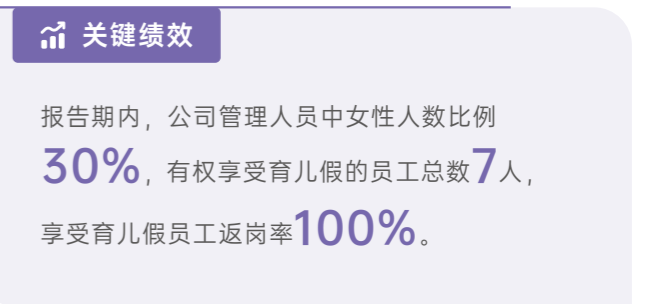 关键绩效
报告期内，公司管理人员中女性人数比例
30%，有权享受育儿假的员工总数7人，
享受育儿假员工返岗率100%。